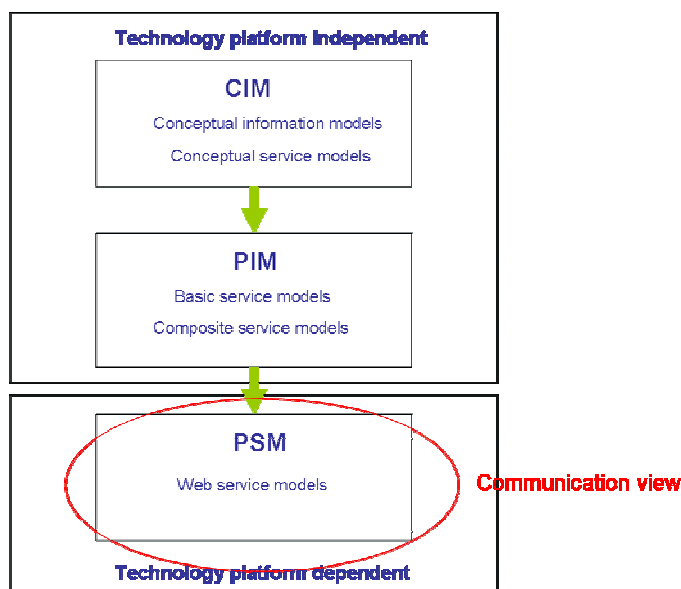 Technology platform Independent
CIM
Conceptual information models
Conceptual service models
PIM
Basic service models
Composite service models
PSM
Web service models
Communication view
Technology platform dependent